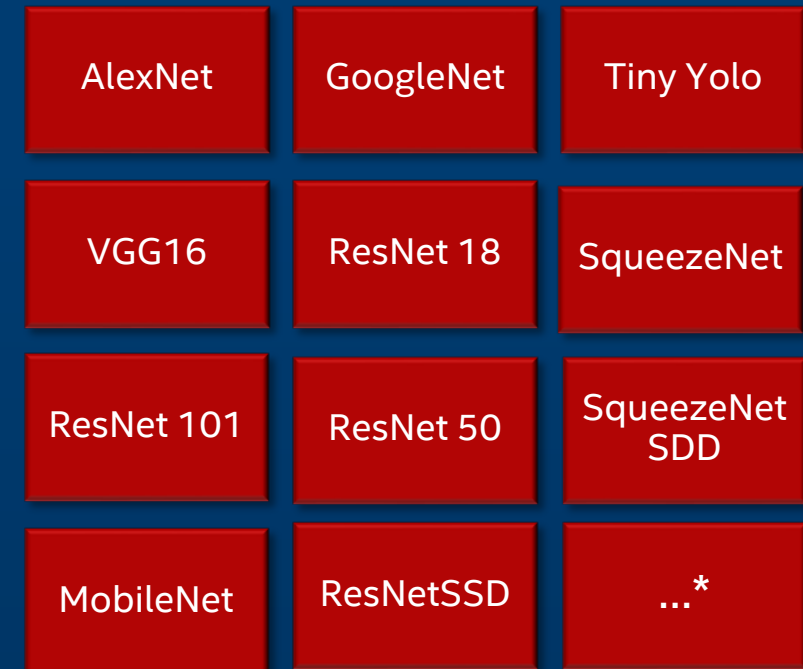 AlexNet
GoogleNet
Tiny Yolo
VGG16
ResNet 18
SqueezeNet
ResNet 101
ResNet 50
SqueezeNet
SDD
MobileNet
ResNetSSD
...*